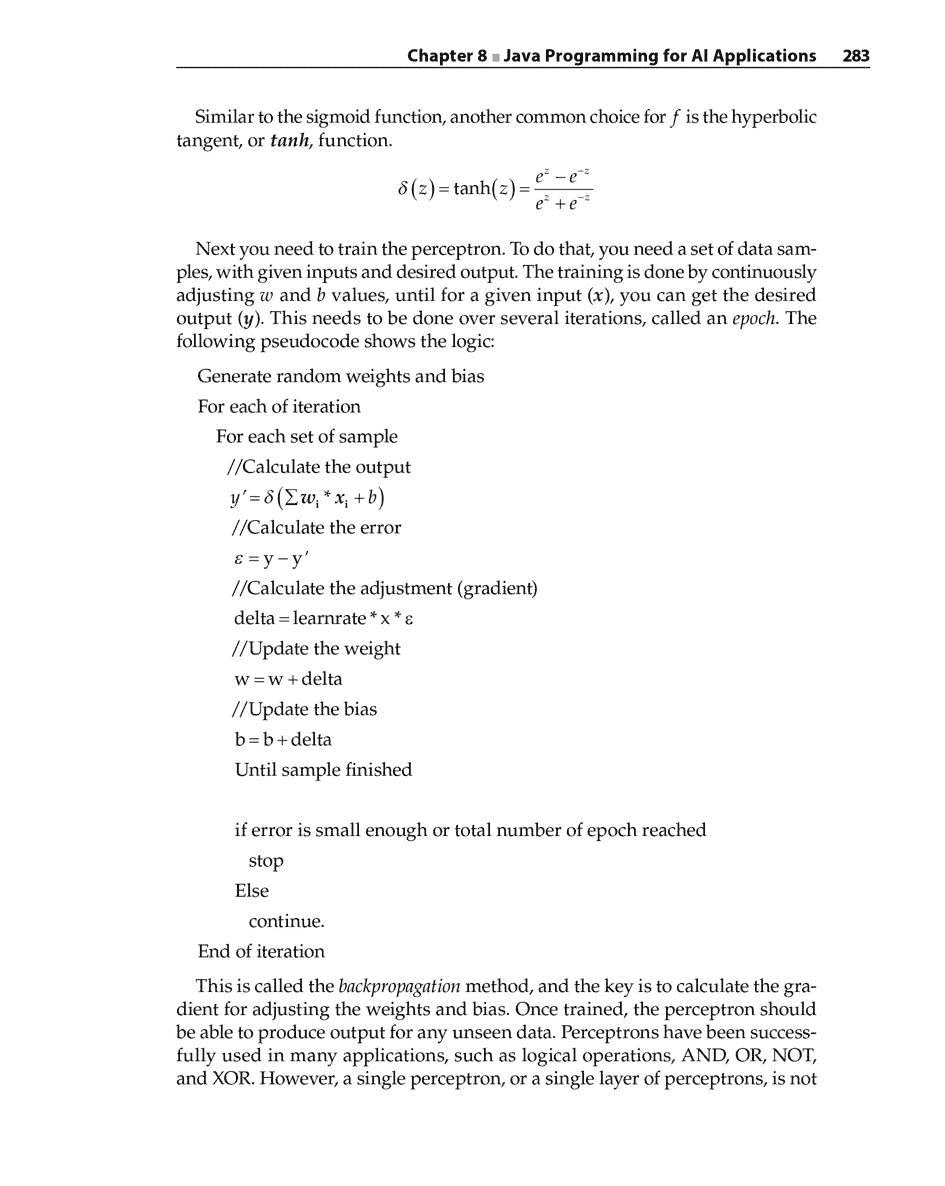 Chapter 8 ■ Java Programming for AI Applications 283
Similar to the sigmoid function, another common choice for f is the hyperbolic
tangent, or tanh, function.
δ(z) = tanh(z) = (e^z − e^−z) / (e^z + e^−z)
Next you need to train the perceptron. To do that, you need a set of data sam-
ples, with given inputs and desired output. The training is done by continuously
adjusting w and b values, until for a given input (x), you can get the desired
output (y). This needs to be done over several iterations, called an epoch. The
following pseudocode shows the logic:
Generate random weights and bias
For each of iteration
For each set of sample
//Calculate the output
y′ = δ(∑wᵢ * xᵢ + b)
//Calculate the error
ε = y − y′
//Calculate the adjustment (gradient)
delta = learnrate * x * ε
//Update the weight
w = w + delta
//Update the bias
b = b + delta
Until sample finished
if error is small enough or total number of epoch reached
stop
Else
continue.
End of iteration
This is called the backpropagation method, and the key is to calculate the gra-
dient for adjusting the weights and bias. Once trained, the perceptron should
be able to produce output for any unseen data. Perceptrons have been success-
fully used in many applications, such as logical operations, AND, OR, NOT,
and XOR. However, a single perceptron, or a single layer of perceptrons, is not